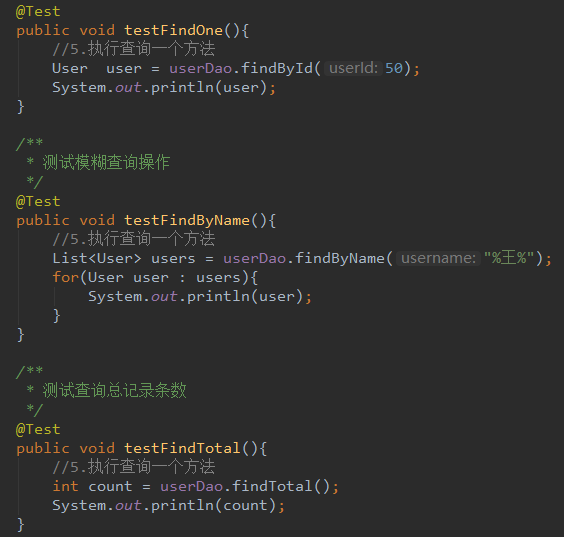 @Test
public void testFindOne(){
    //5.执行查询一个方法
    User  user = userDao.findById( userId: 50);
    System.out.println(user);
}

/**
 * 测试模糊查询操作
 */
@Test
public void testFindByName(){
    //5.执行查询一个方法
    List<User> users = userDao.findByName( username: "%王%");
    for(User user : users){
        System.out.println(user);
    }
}

/**
 * 测试查询总记录条数
 */
@Test
public void testFindTotal(){
    //5.执行查询一个方法
    int count = userDao.findTotal();
    System.out.println(count);
}